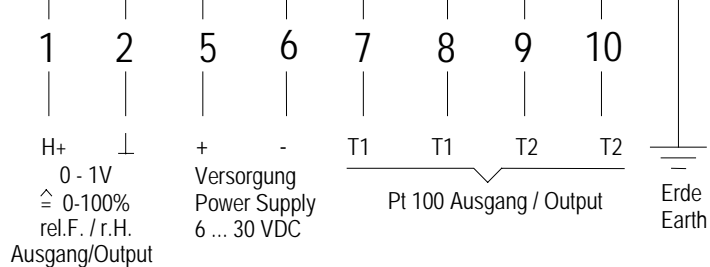 1 2 5 6 7 8 9 10
H+ ⊥ + - T1 T1 T2 T2
0 - 1V
≙ 0-100%
rel.F. / r.H.
Ausgang/Output
Versorgung
Power Supply
6 ... 30 VDC
Pt 100 Ausgang / Output
Erde
Earth